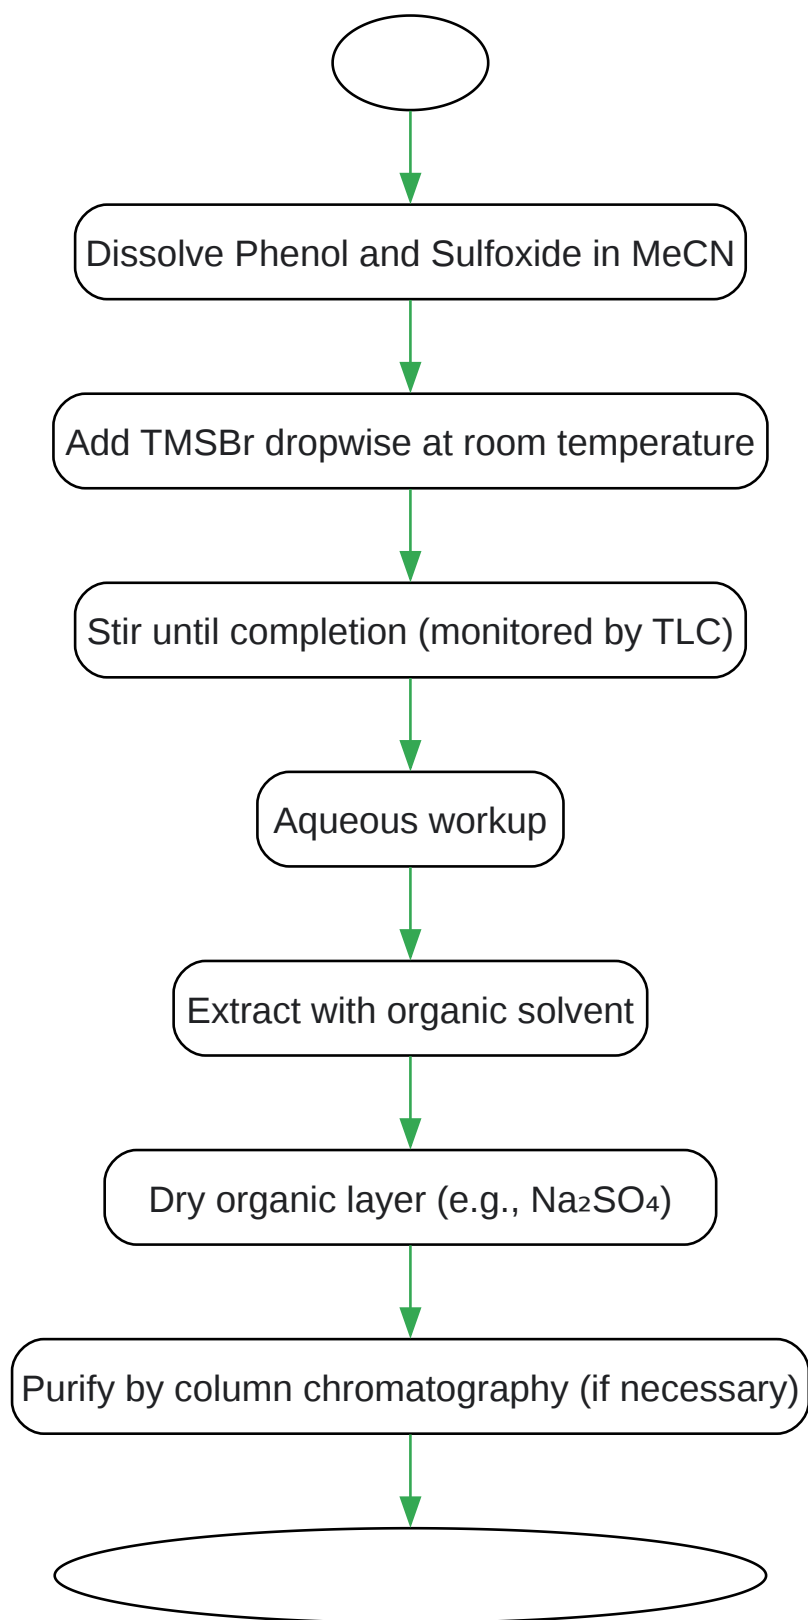 Dissolve Phenol and Sulfoxide in MeCN
Add TMSBr dropwise at room temperature
Stir until completion (monitored by TLC)
Aqueous workup
Extract with organic solvent
Dry organic layer (e.g., Na₂SO₄)
Purify by column chromatography (if necessary)